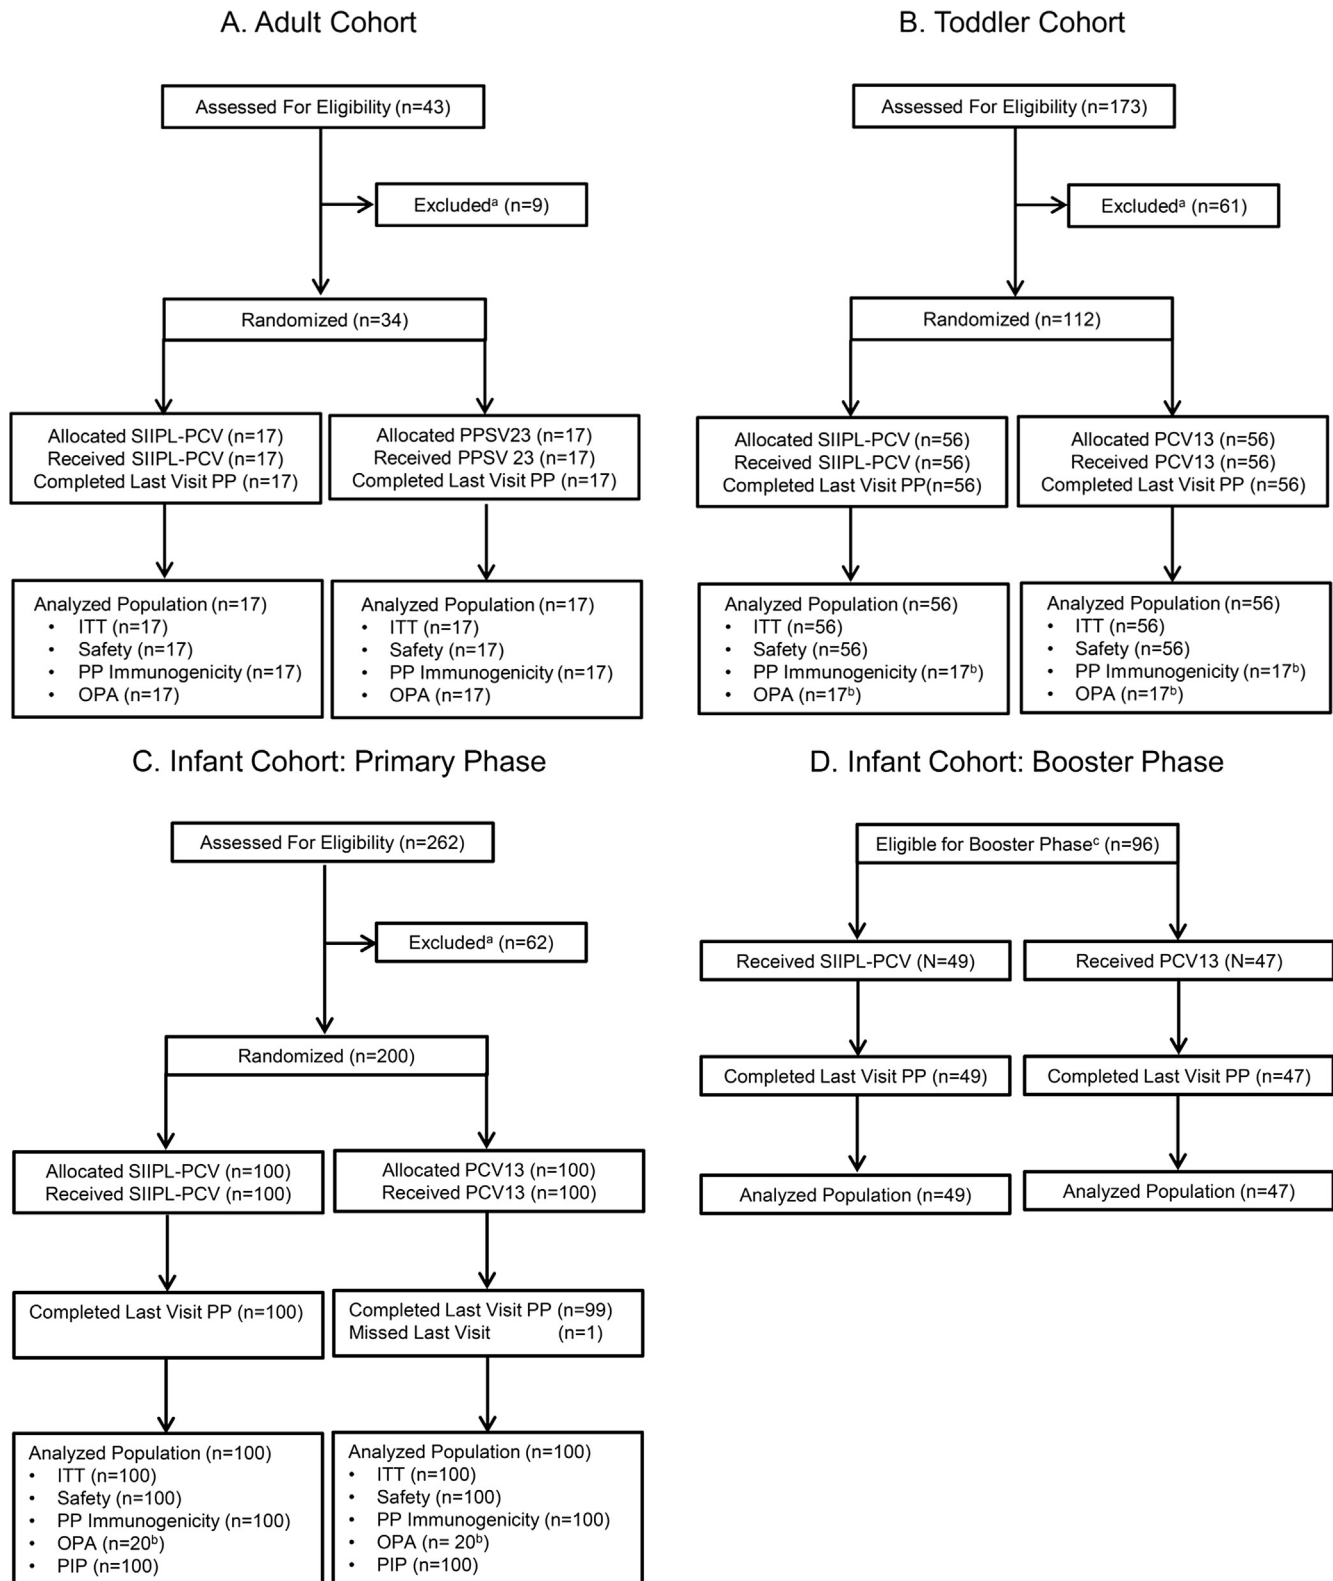 A. Adult Cohort
Assessed For Eligibility (n=43)
Excludedᵃ (n=9)
Randomized (n=34)
Allocated SIIPL-PCV (n=17)
Received SIIPL-PCV (n=17)
Completed Last Visit PP (n=17)
Allocated PPSV23 (n=17)
Received PPSV 23 (n=17)
Completed Last Visit PP (n=17)
Analyzed Population (n=17)
• ITT (n=17)
• Safety (n=17)
• PP Immunogenicity (n=17)
• OPA (n=17)
Analyzed Population (n=17)
• ITT (n=17)
• Safety (n=17)
• PP Immunogenicity (n=17)
• OPA (n=17)
B. Toddler Cohort
Assessed For Eligibility (n=173)
Excludedᵃ (n=61)
Randomized (n=112)
Allocated SIIPL-PCV (n=56)
Received SIIPL-PCV (n=56)
Completed Last Visit PP(n=56)
Allocated PCV13 (n=56)
Received PCV13 (n=56)
Completed Last Visit PP (n=56)
Analyzed Population (n=56)
• ITT (n=56)
• Safety (n=56)
• PP Immunogenicity (n=17ᵇ)
• OPA (n=17ᵇ)
Analyzed Population (n=56)
• ITT (n=56)
• Safety (n=56)
• PP Immunogenicity (n=17ᵇ)
• OPA (n=17ᵇ)
C. Infant Cohort: Primary Phase
Assessed For Eligibility (n=262)
Excludedᵃ (n=62)
Randomized (n=200)
Allocated SIIPL-PCV (n=100)
Received SIIPL-PCV (n=100)
Allocated PCV13 (n=100)
Received PCV13 (n=100)
Completed Last Visit PP (n=100)
Completed Last Visit PP (n=99)
Missed Last Visit (n=1)
Analyzed Population (n=100)
• ITT (n=100)
• Safety (n=100)
• PP Immunogenicity (n=100)
• OPA (n=20ᵇ)
• PIP (n=100)
Analyzed Population (n=100)
• ITT (n=100)
• Safety (n=100)
• PP Immunogenicity (n=100)
• OPA (n= 20ᵇ)
• PIP (n=100)
D. Infant Cohort: Booster Phase
Eligible for Booster Phaseᶜ (n=96)
Received SIIPL-PCV (N=49)
Received PCV13 (N=47)
Completed Last Visit PP (n=49)
Completed Last Visit PP (n=47)
Analyzed Population (n=49)
Analyzed Population (n=47)